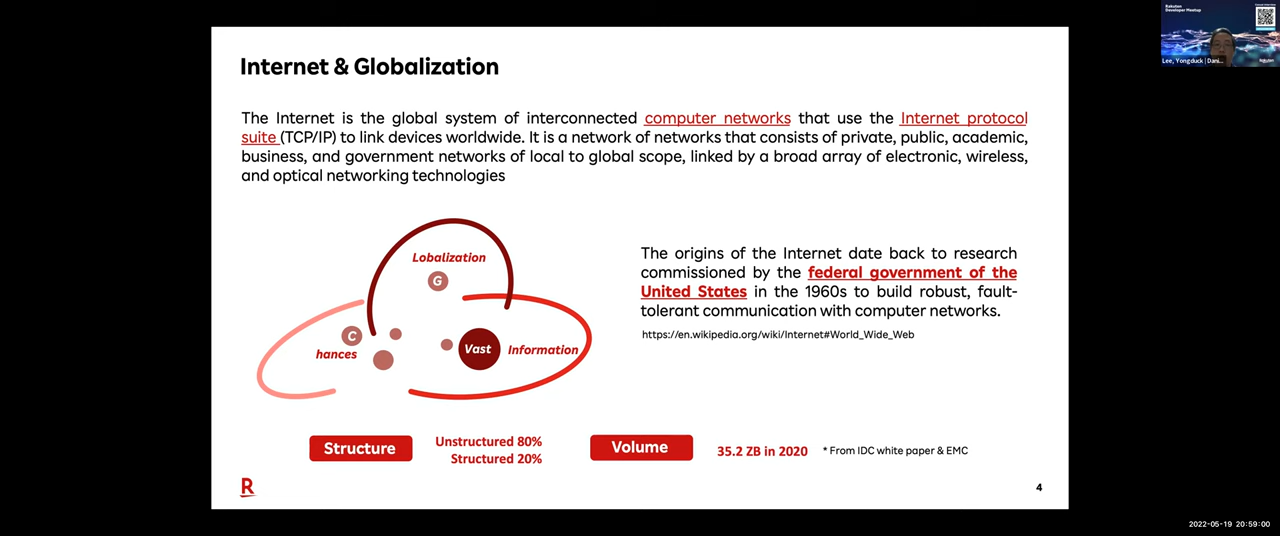 Rakuten
Developer Meetup
Lee, Yongduck | Dani...
Rakuten
Internet & Globalization
The Internet is the global system of interconnected computer networks that use the Internet protocol
suite (TCP/IP) to link devices worldwide. It is a network of networks that consists of private, public, academic,
business, and government networks of local to global scope, linked by a broad array of electronic, wireless,
and optical networking technologies
Lobalization
G
C
hances
Vast
Information
The origins of the Internet date back to research
commissioned by the federal government of the
United States in the 1960s to build robust, fault-
tolerant communication with computer networks.
https://en.wikipedia.org/wiki/Internet#World_Wide_Web
Structure
Unstructured 80%
Structured 20%
Volume
35.2 ZB in 2020
* From IDC white paper & EMC
R
4
2022-05-19 20:59:00